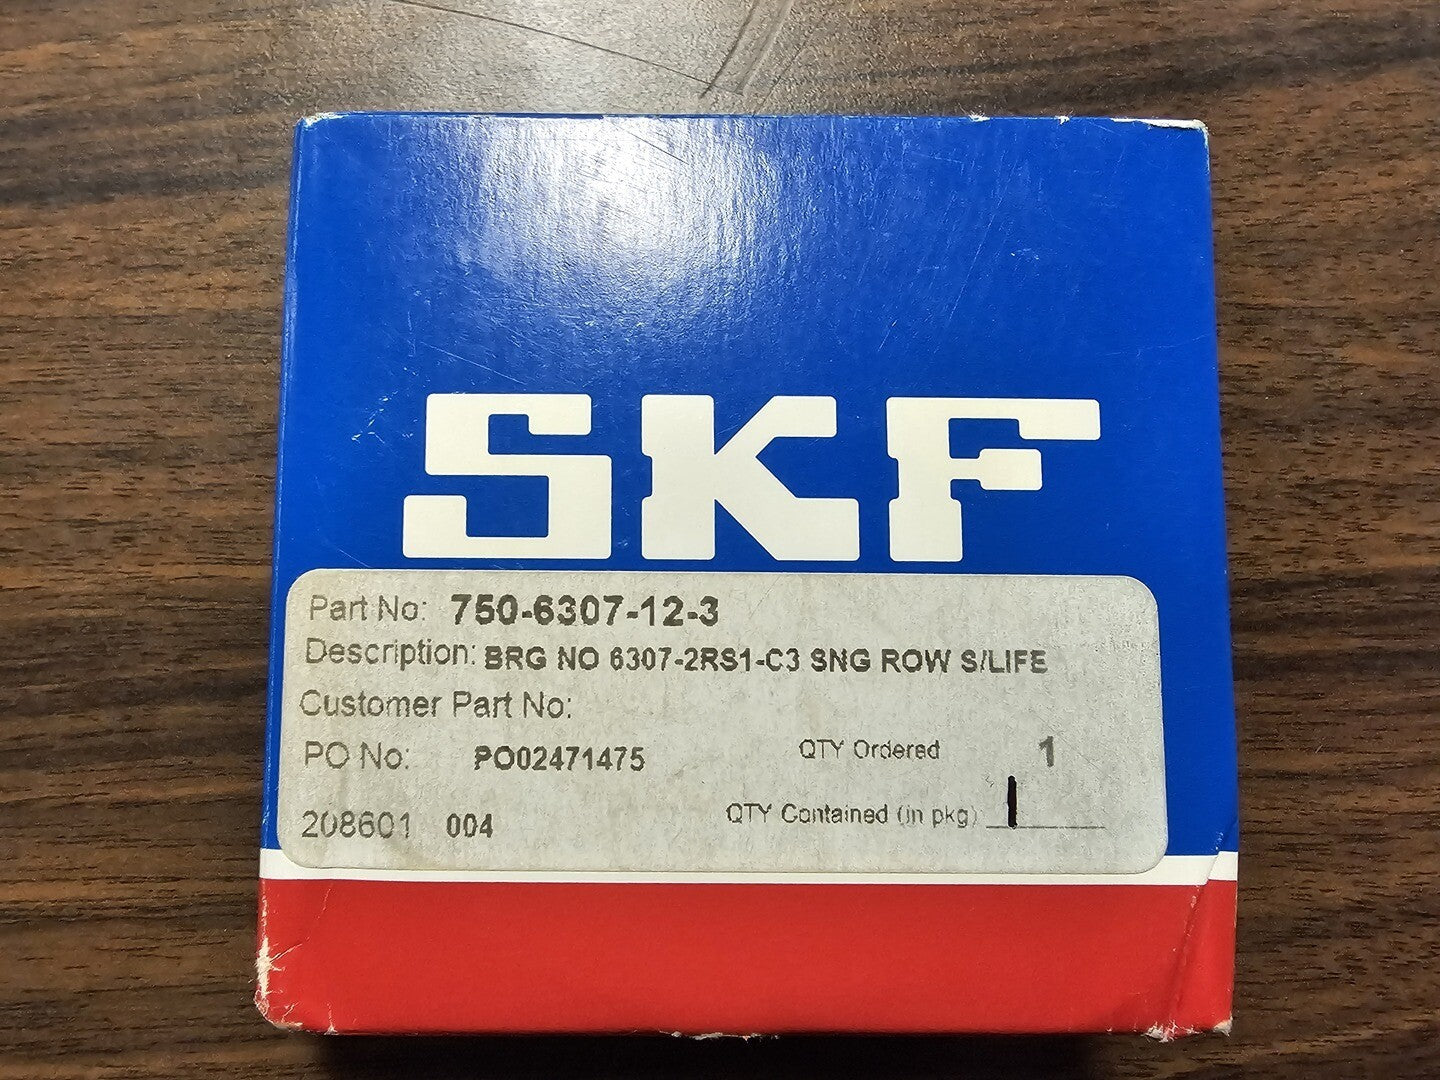 SKF
Part No: 750-6307-12-3
Description: BRG NO 6307-2RS1-C3 SNG ROW S/LIFE
Customer Part No:
PO No: PO02471475 QTY Ordered 1
208601 004 QTY Contained (in pkg) 1